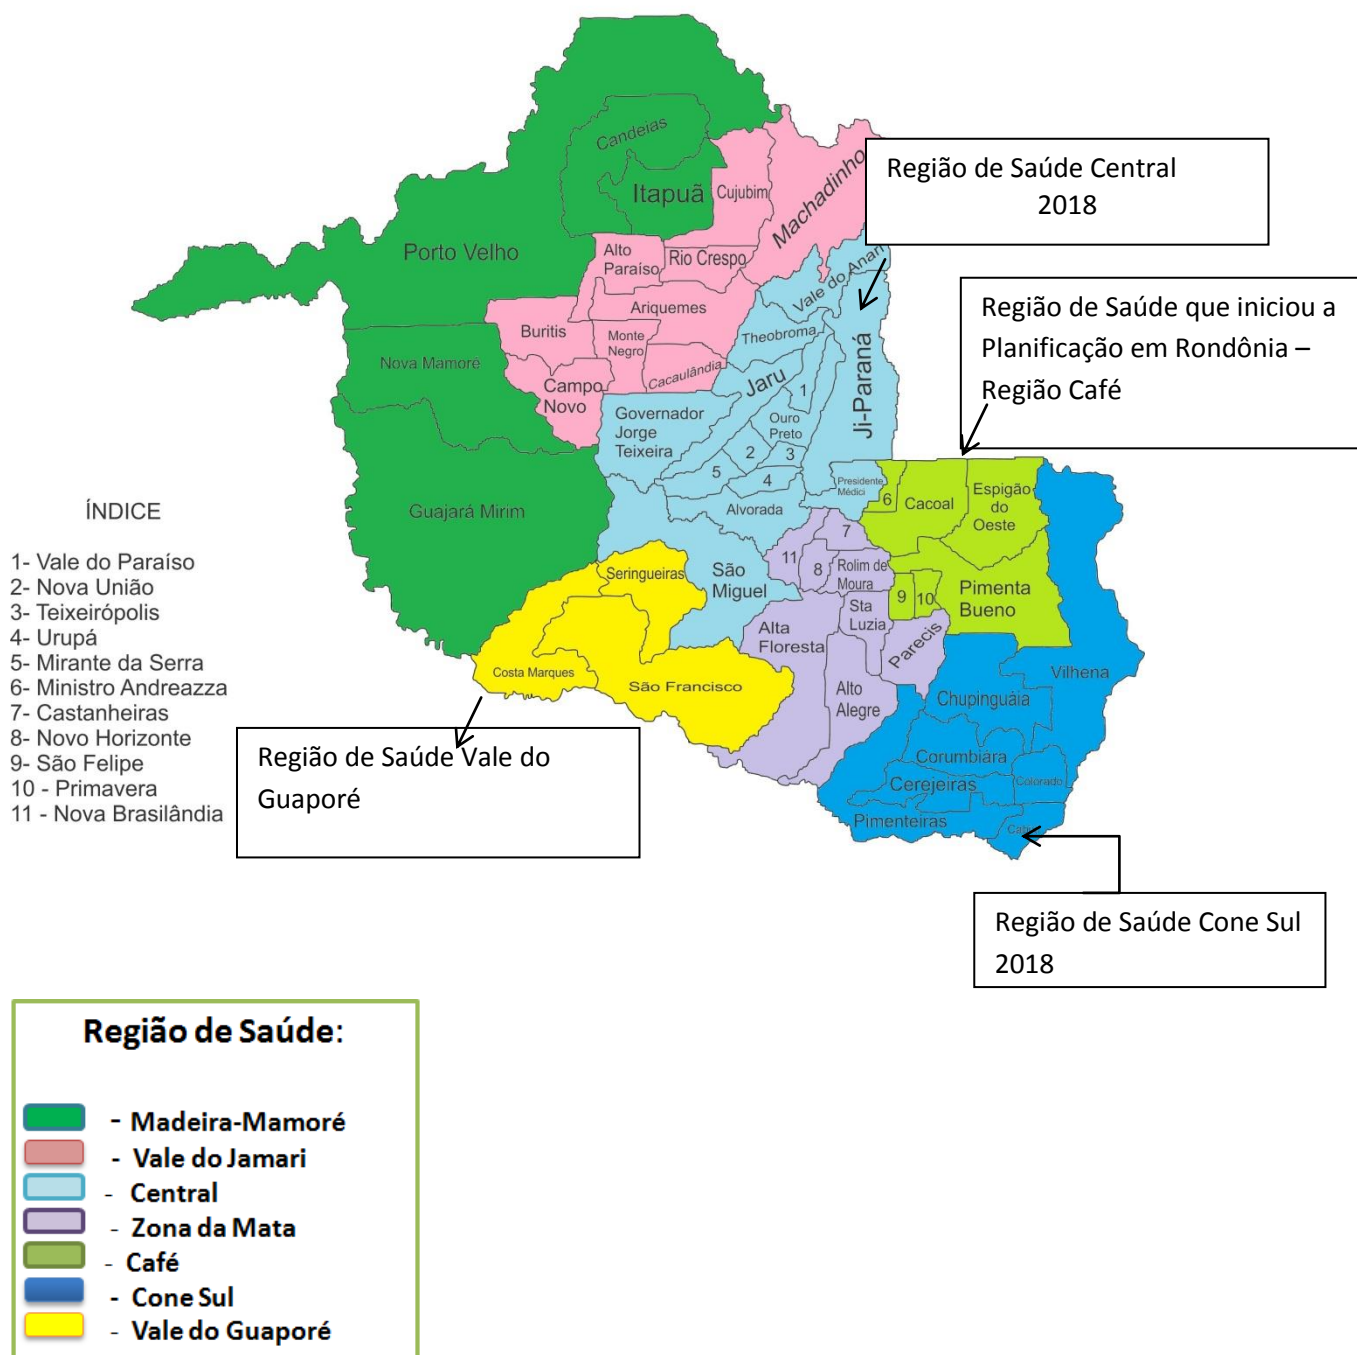 Candeias
Itapuã
Cujubim
Machadinho
Porto Velho
Alto
Paraíso
Rio Crespo
Vale do Anari
Ariquemes
Buritis
Monte
Negro
Theobroma
Nova Mamoré
Cacaulândia
Campo
Novo
Jaru
1
Ji-Paraná
Governador
Jorge
Teixeira
Ouro
Preto
2
3
5
4
Presidente
Médici
6
Cacoal
Espigão
do
Oeste
Guajará Mirim
Alvorada
7
11
8
Rolim de
Moura
Seringueiras
São
Miguel
9
10
Pimenta
Bueno
Sta
Luzia
Alta
Floresta
Parecis
Costa Marques
São Francisco
Alto
Alegre
Vilhena
Chupinguáia
Corumbiára
Cerejeiras
Colorado
Pimenteiras
Região de Saúde Central
2018
Região de Saúde que iniciou a
Planificação em Rondônia –
Região Café
Região de Saúde Vale do
Guaporé
Região de Saúde Cone Sul
2018
ÍNDICE
1- Vale do Paraíso
2- Nova União
3- Teixeirópolis
4- Urupá
5- Mirante da Serra
6- Ministro Andreazza
7- Castanheiras
8- Novo Horizonte
9- São Felipe
10 - Primavera
11 - Nova Brasilândia
Região de Saúde:
- Madeira-Mamoré
- Vale do Jamari
- Central
- Zona da Mata
- Café
- Cone Sul
- Vale do Guaporé